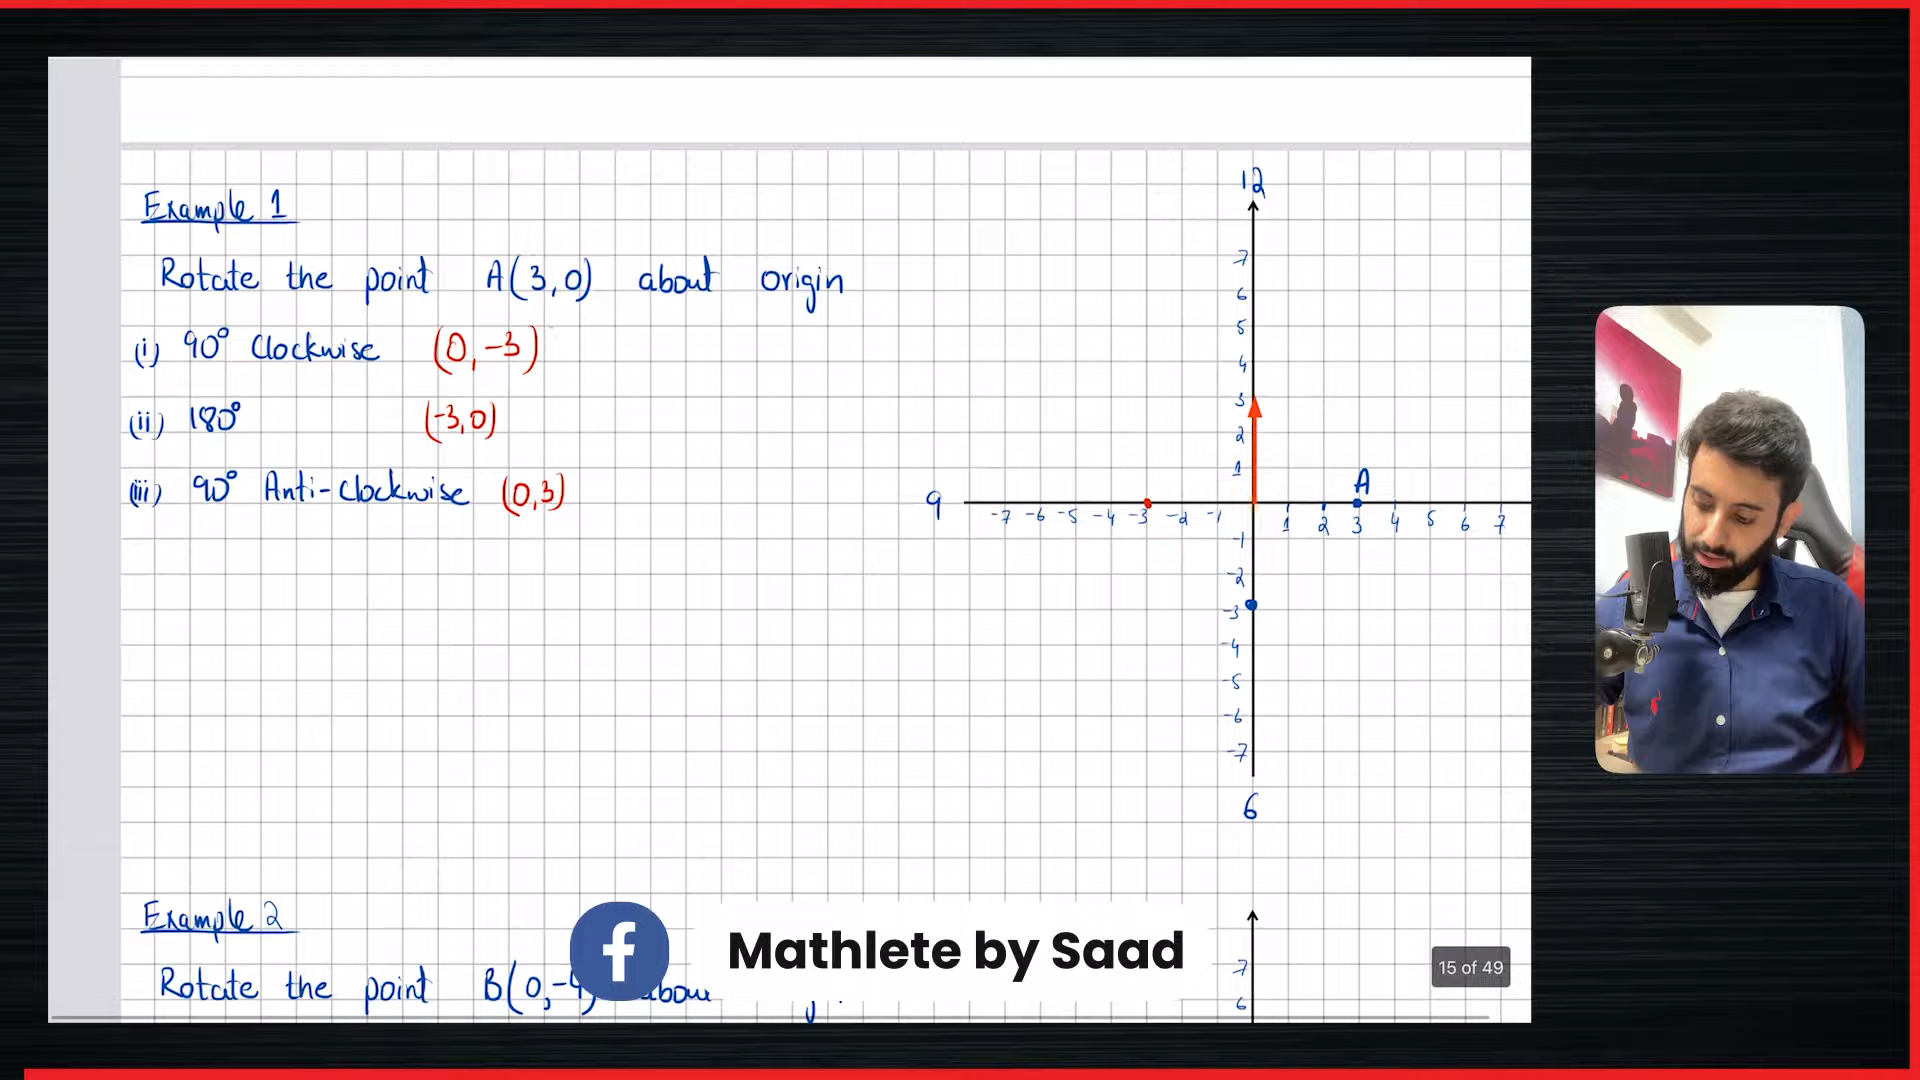 Example 1
Rotate the point A(3,0) about origin
(i) 90° Clockwise (0,-3)
(ii) 180° (-3,0)
(iii) 90° Anti-clockwise (0,3)
12
7
6
5
4
3
2
1
A
9
-7 -6 -5 -4 -3 -2 -1 1 2 3 4 5 6 7
-1
-2
-3
-4
-5
-6
-7
6
Example 2
Rotate the point B(0,-4)
f Mathlete by Saad
7
6
15 of 49